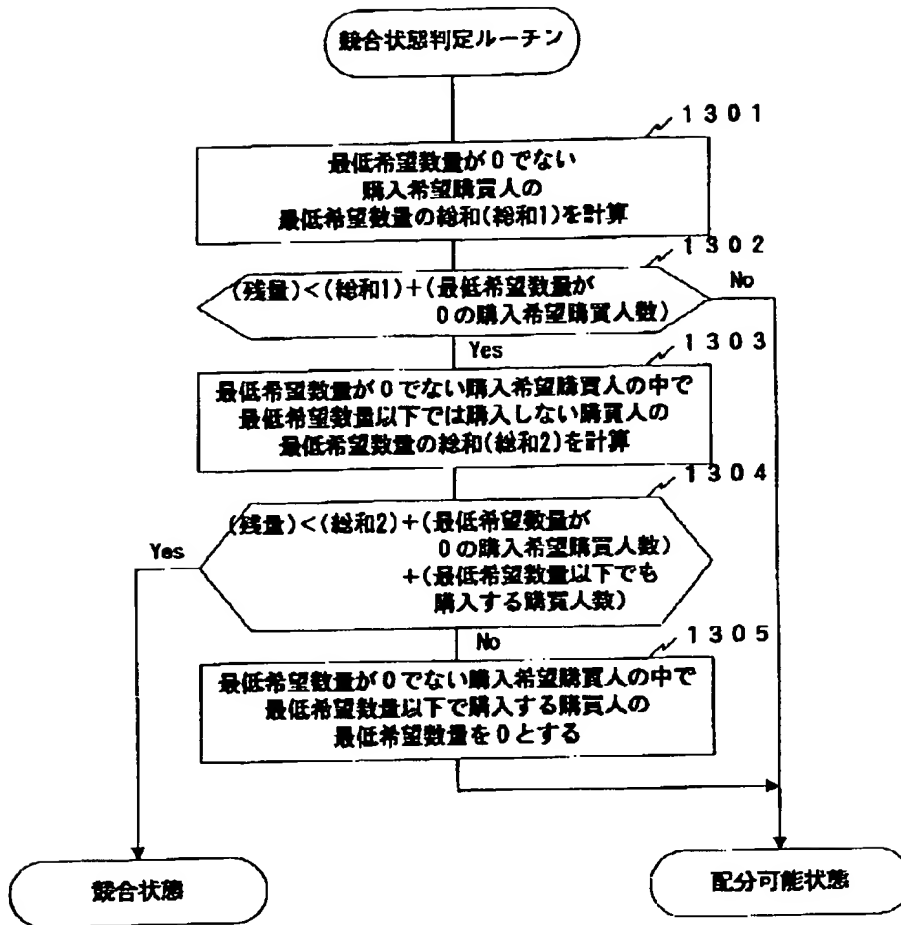 競合状態判定ルーチン
1301
最低希望数量が0でない
購入希望購買人の
最低希望数量の総和(総和1)を計算
1302
(残量)<(総和1)+(最低希望数量が
0の購入希望購買人数)
No
Yes
1303
最低希望数量が0でない購入希望購買人の中で
最低希望数量以下では購入しない購買人の
最低希望数量の総和(総和2)を計算
1304
(残量)<(総和2)+(最低希望数量が
0の購入希望購買人数)
+(最低希望数量以下でも
購入する購買人数)
Yes
No
1305
最低希望数量が0でない購入希望購買人の中で
最低希望数量以下で購入する購買人の
最低希望数量を0とする
競合状態
配分可能状態